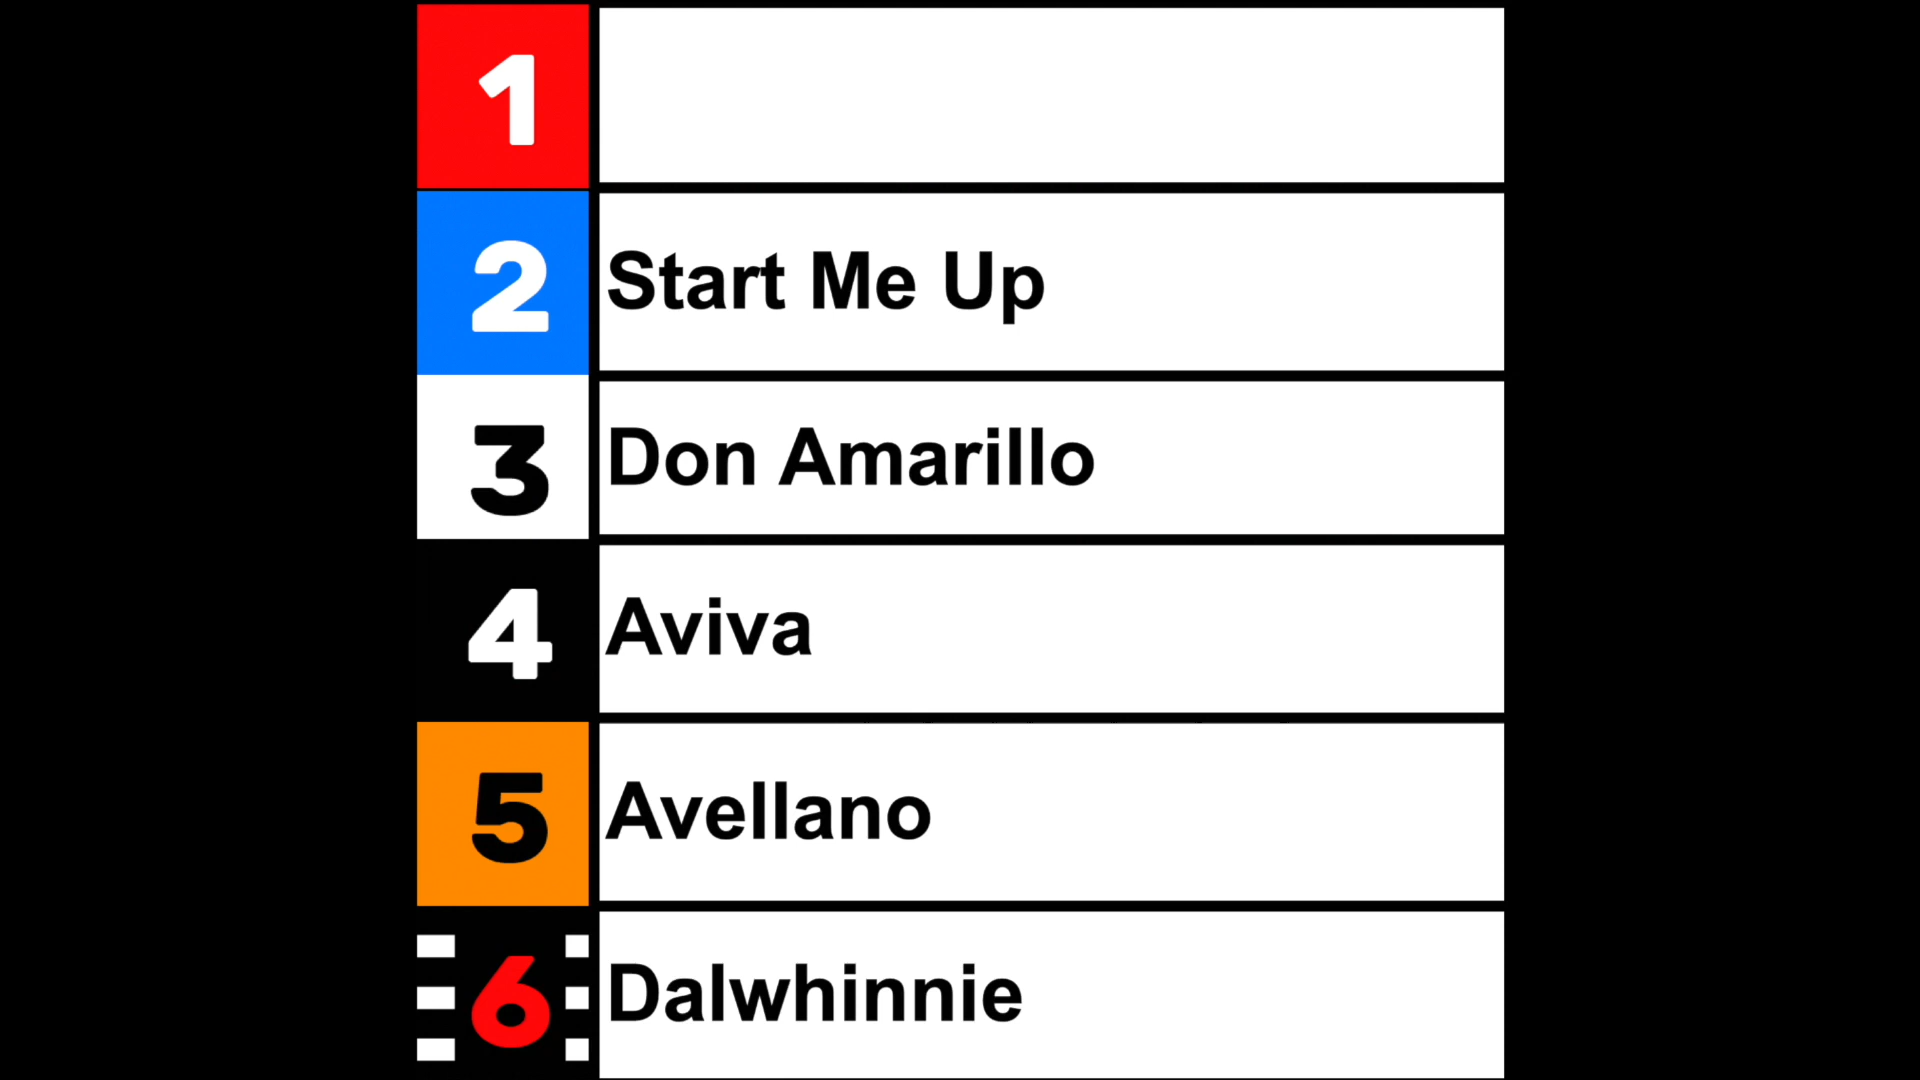 1
2 Start Me Up
3 Don Amarillo
4 Aviva
5 Avellano
6 Dalwhinnie